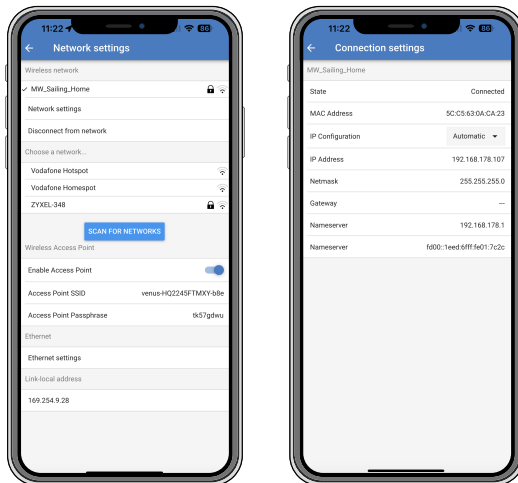 11:22
86
Network settings
Wireless network
MW_Sailing_Home
Network settings
Disconnect from network
Choose a network...
Vodafone Hotspot
Vodafone Homespot
ZYXEL-348
SCAN FOR NETWORKS
Wireless Access Point
Enable Access Point
Access Point SSID venus-HQ2245FTMXY-b8e
Access Point Passphrase tk57gdwu
Ethernet
Ethernet settings
Link-local address
169.254.9.28
11:22
86
Connection settings
MW_Sailing_Home
State Connected
MAC Address 5C:C5:63:0A:CA:23
IP Configuration Automatic
IP Address 192.168.178.107
Netmask 255.255.255.0
Gateway ---
Nameserver 192.168.178.1
Nameserver fd00::1eed:6fff:fe01:7c2c